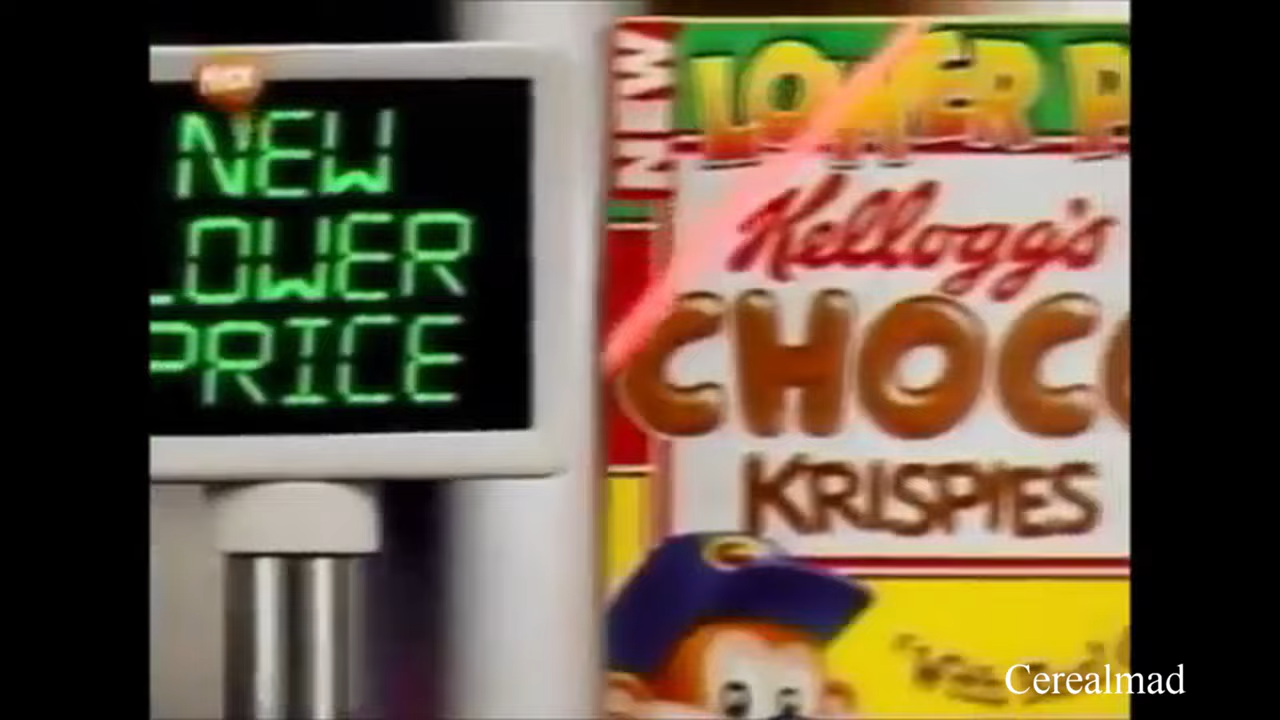 NEW
LOWER
PRICE
NEW
LOWER P
Kellogg's
CHOCO
KRISPIES
Cerealmad